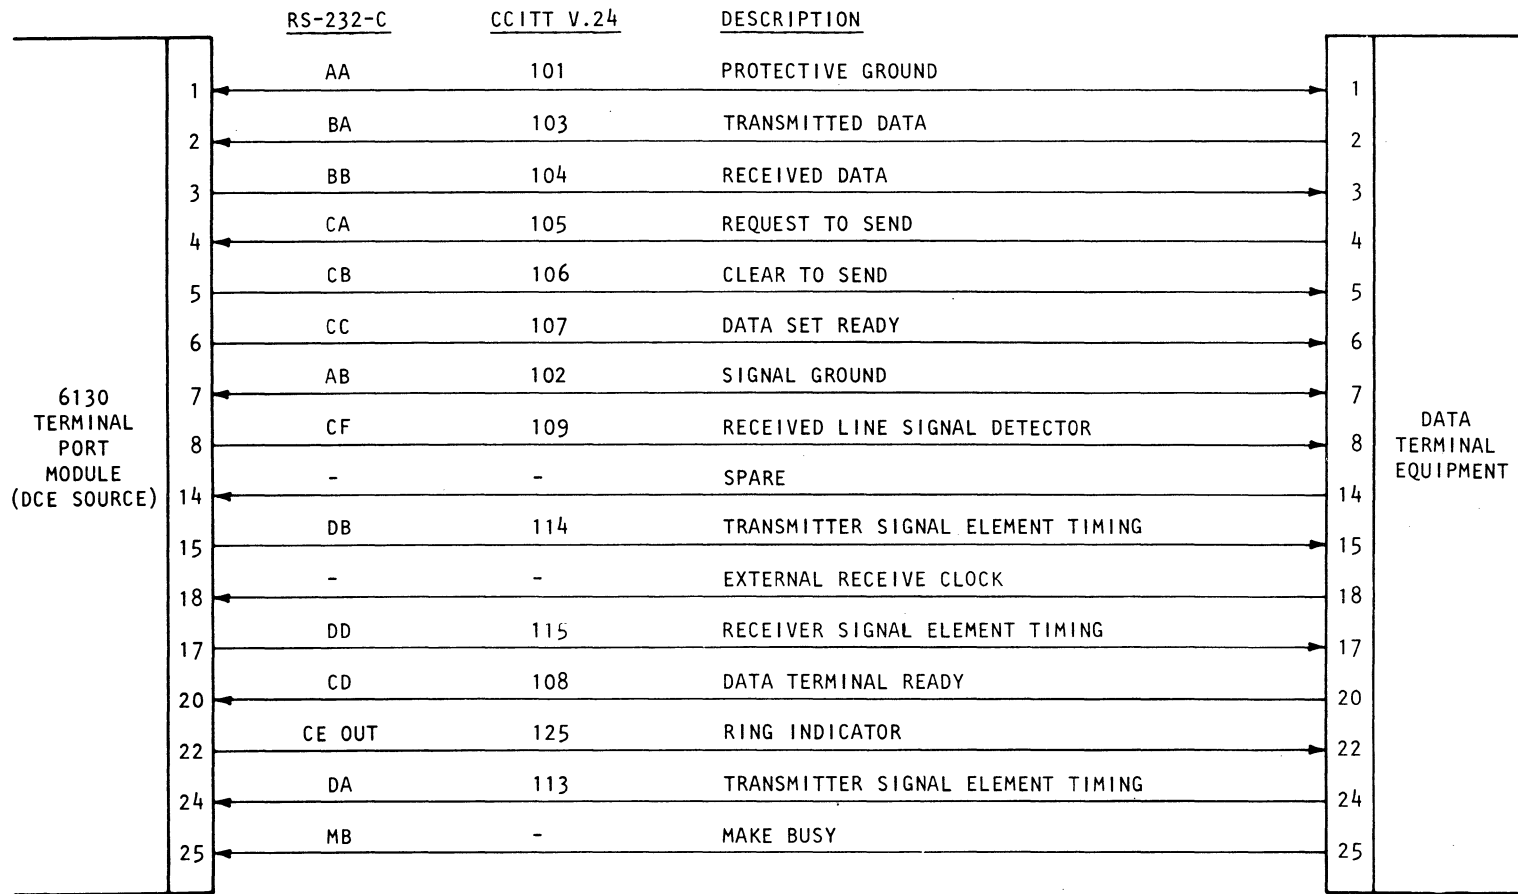 RS-232-C CCITT V.24 DESCRIPTION
AA 101 PROTECTIVE GROUND
1 1
BA 103 TRANSMITTED DATA
2 2
BB 104 RECEIVED DATA
3 3
CA 105 REQUEST TO SEND
4 4
CB 106 CLEAR TO SEND
5 5
CC 107 DATA SET READY
6 6
AB 102 SIGNAL GROUND
7 7
CF 109 RECEIVED LINE SIGNAL DETECTOR
8 8
- - SPARE
14 14
DB 114 TRANSMITTER SIGNAL ELEMENT TIMING
15 15
- - EXTERNAL RECEIVE CLOCK
18 18
DD 115 RECEIVER SIGNAL ELEMENT TIMING
17 17
CD 108 DATA TERMINAL READY
20 20
CE OUT 125 RING INDICATOR
22 22
DA 113 TRANSMITTER SIGNAL ELEMENT TIMING
24 24
MB - MAKE BUSY
25 25
6130
TERMINAL
PORT
MODULE
(DCE SOURCE)
DATA
TERMINAL
EQUIPMENT